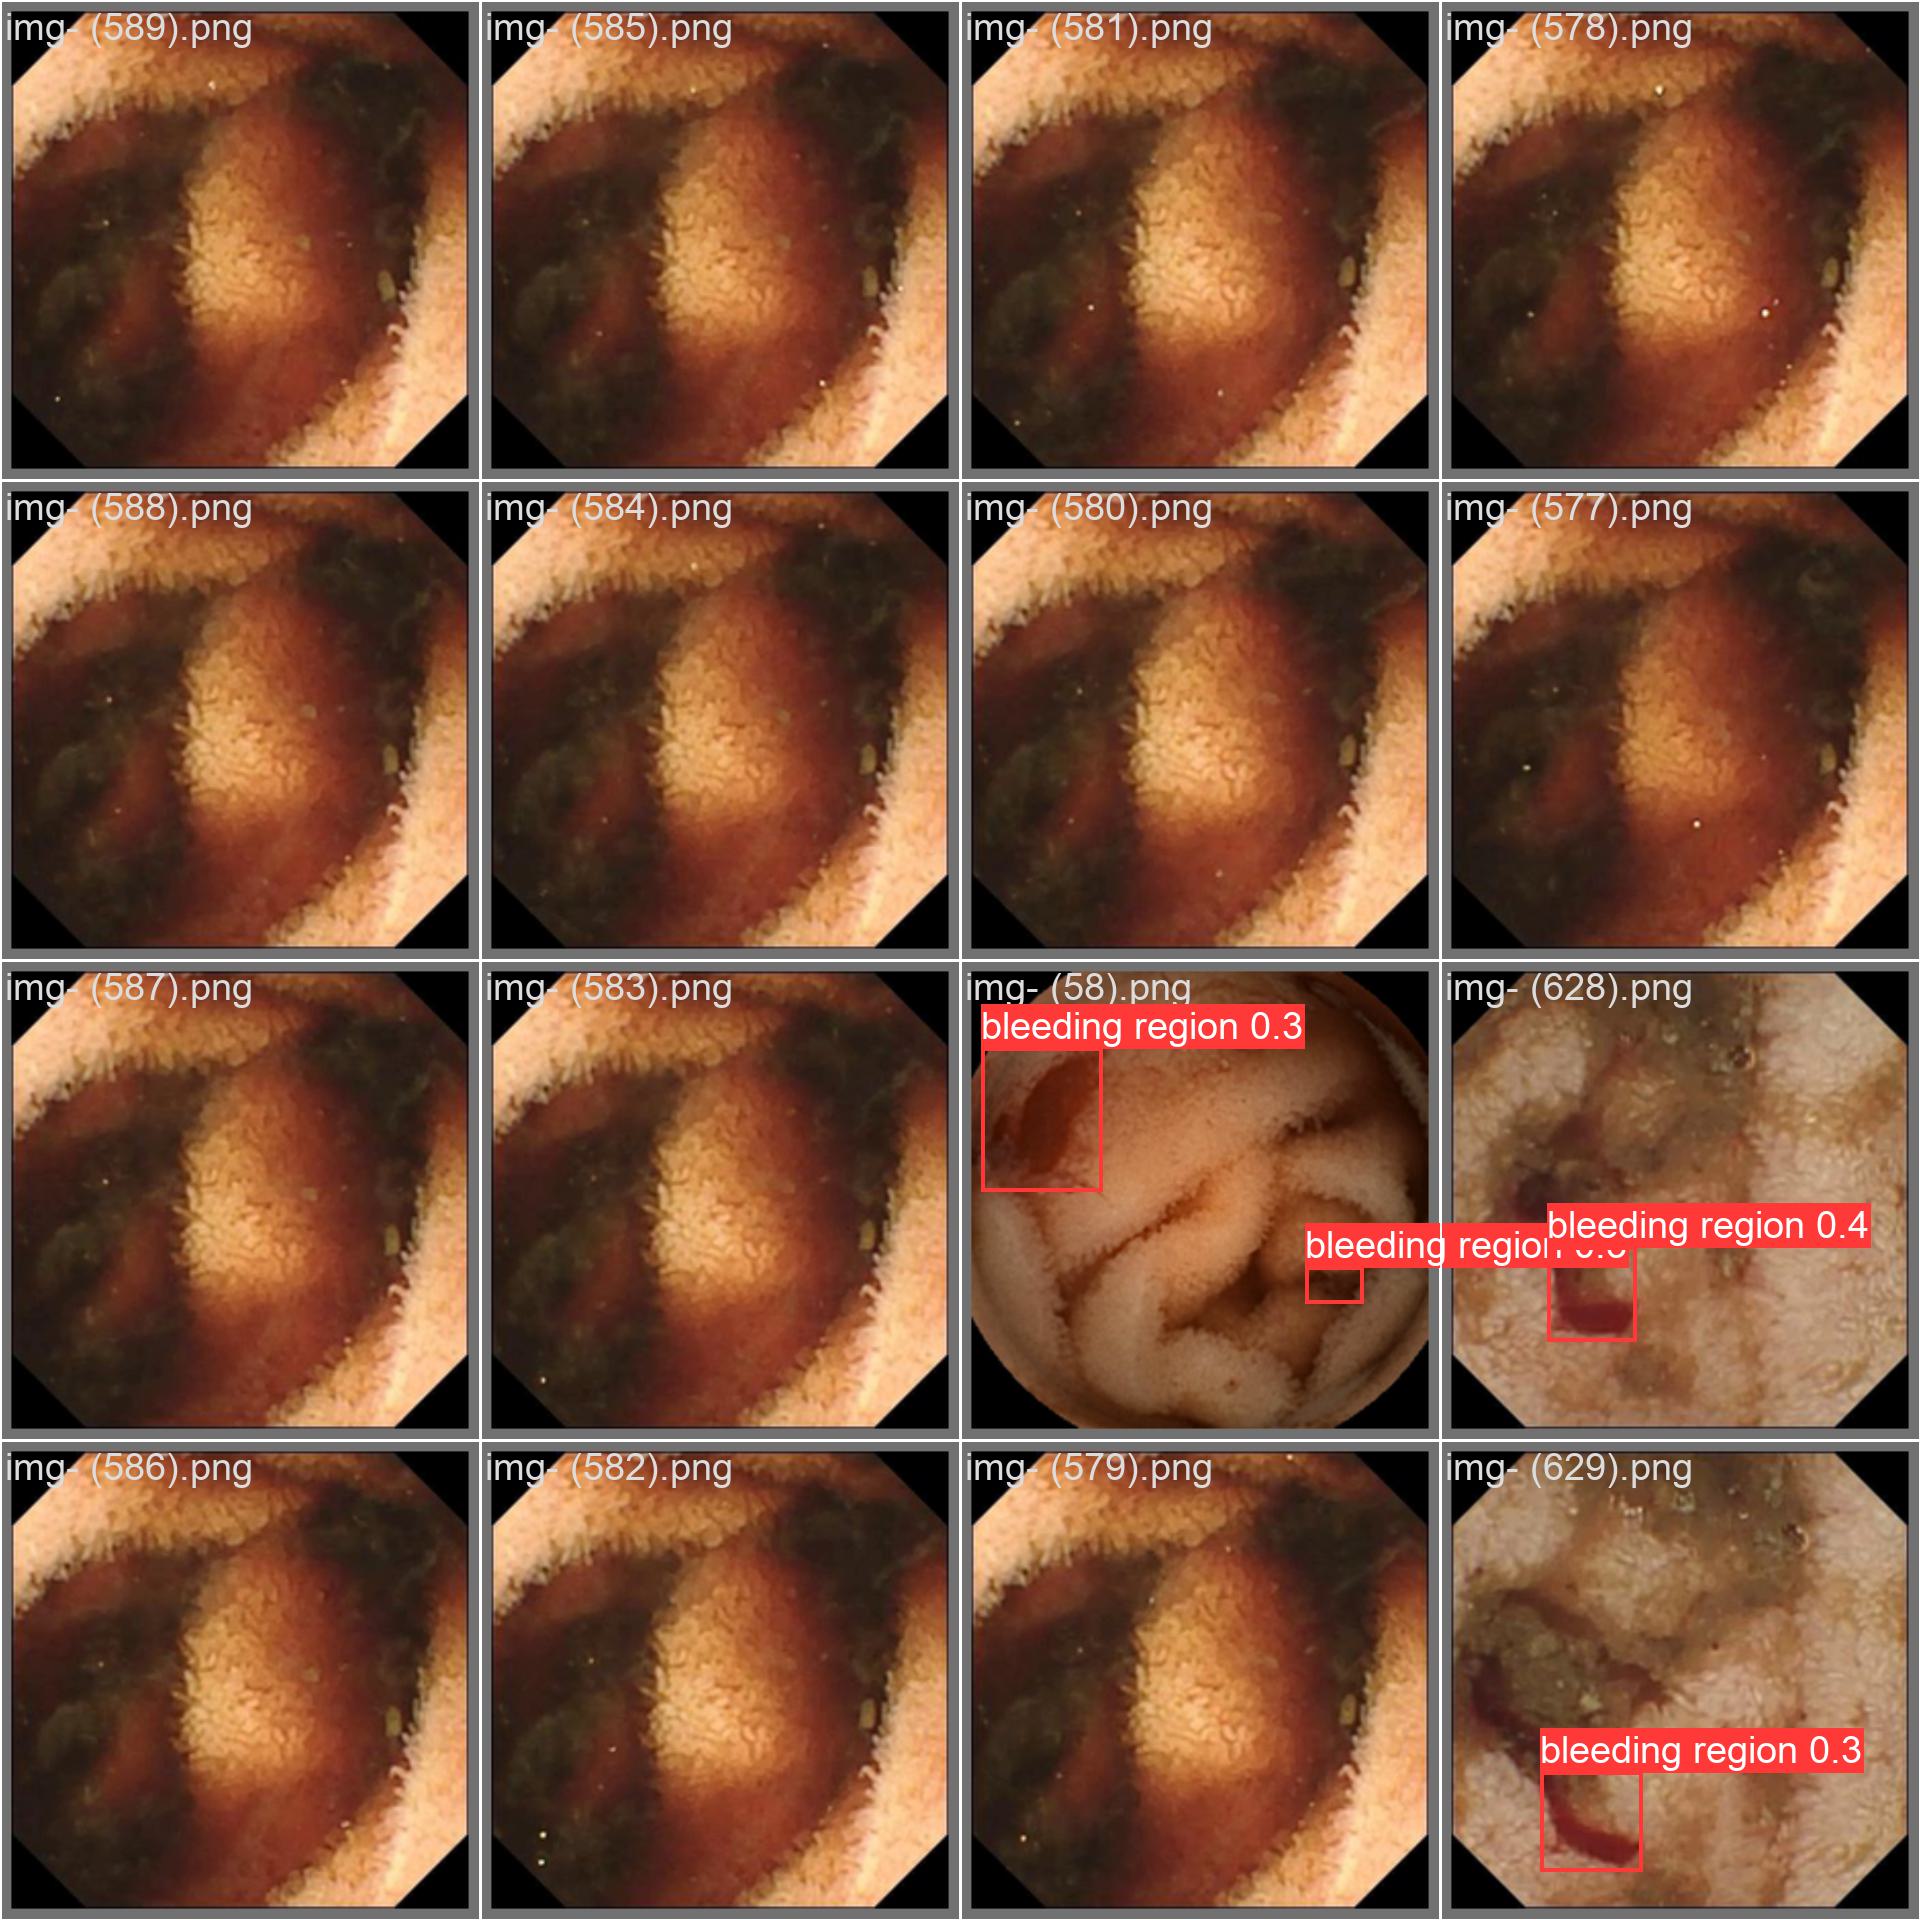 img- (589).png
img- (585).png
img- (581).png
img- (578).png
img- (588).png
img- (584).png
img- (580).png
img- (577).png
img- (587).png
img- (583).png
img- (58).png
img- (628).png
bleeding region 0.3
bleeding region 0.4
bleeding region
img- (586).png
img- (582).png
img- (579).png
img- (629).png
bleeding region 0.3